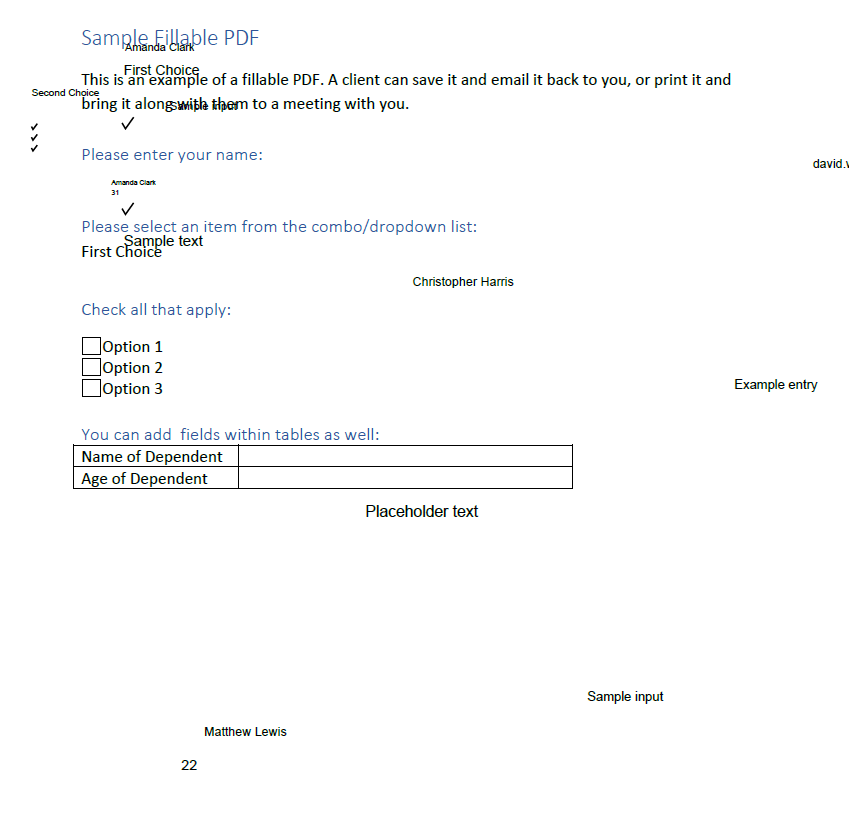 Sample Fillable PDF
Amanda Clark
First Choice
This is an example of a fillable PDF. A client can save it and email it back to you, or print it and
Second Choice
bring it along with them to a meeting with you.
Sample input
✓
✓
✓
✓
Please enter your name:
david.
Amanda Clark
31
✓
Please select an item from the combo/dropdown list:
Sample text
First Choice
Christopher Harris
Check all that apply:
Option 1
Option 2
Option 3
Example entry
You can add fields within tables as well:
Name of Dependent
Age of Dependent
Placeholder text
Sample input
Matthew Lewis
22